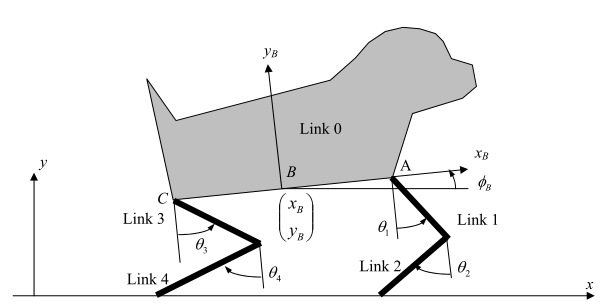 y_B
Link 0
A
x_B
y
B
ϕ_B
C
x_B
y_B
Link 3
Link 1
θ_1
θ_3
Link 2
θ_2
Link 4
θ_4
x